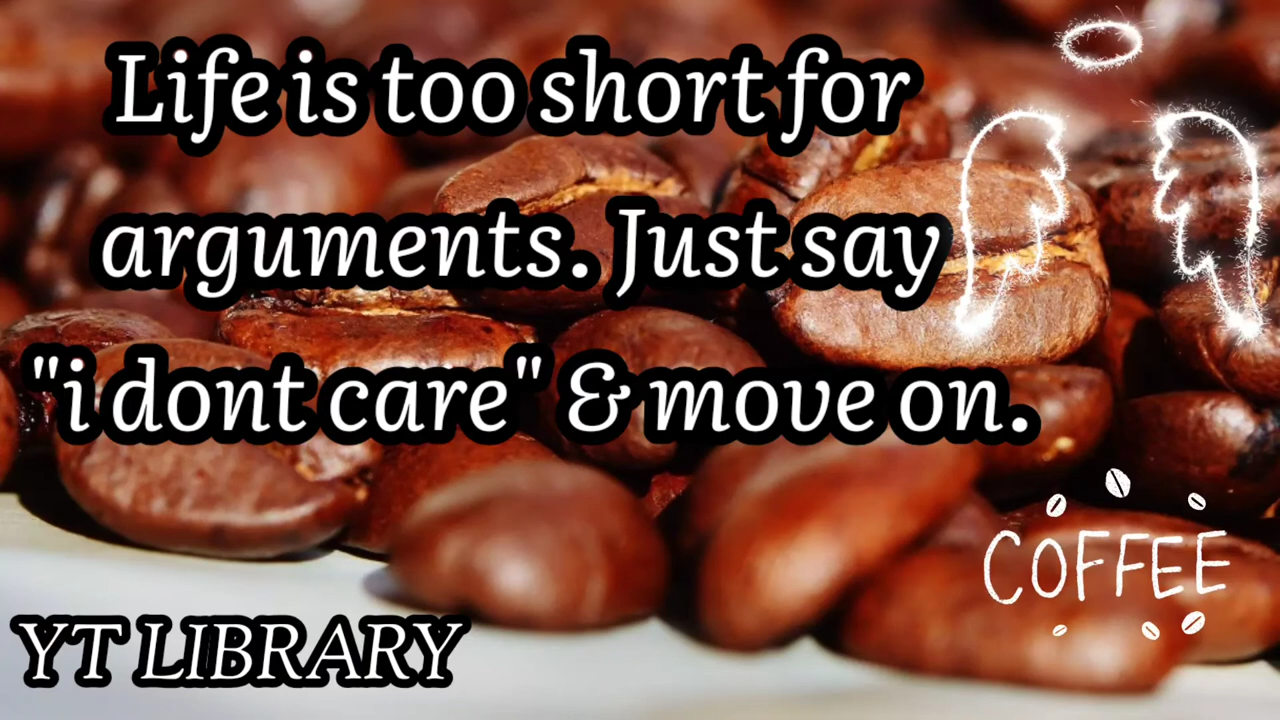 Life is too short for
arguments. Just say
"i dont care" & move on.
COFFEE
YT LIBRARY